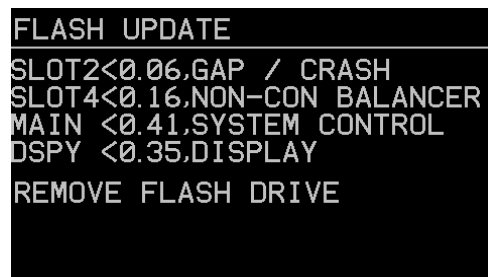 FLASH UPDATE
SLOT2<0.06,GAP / CRASH
SLOT4<0.16,NON-CON BALANCER
MAIN <0.41,SYSTEM CONTROL
DSPY <0.35,DISPLAY
REMOVE FLASH DRIVE